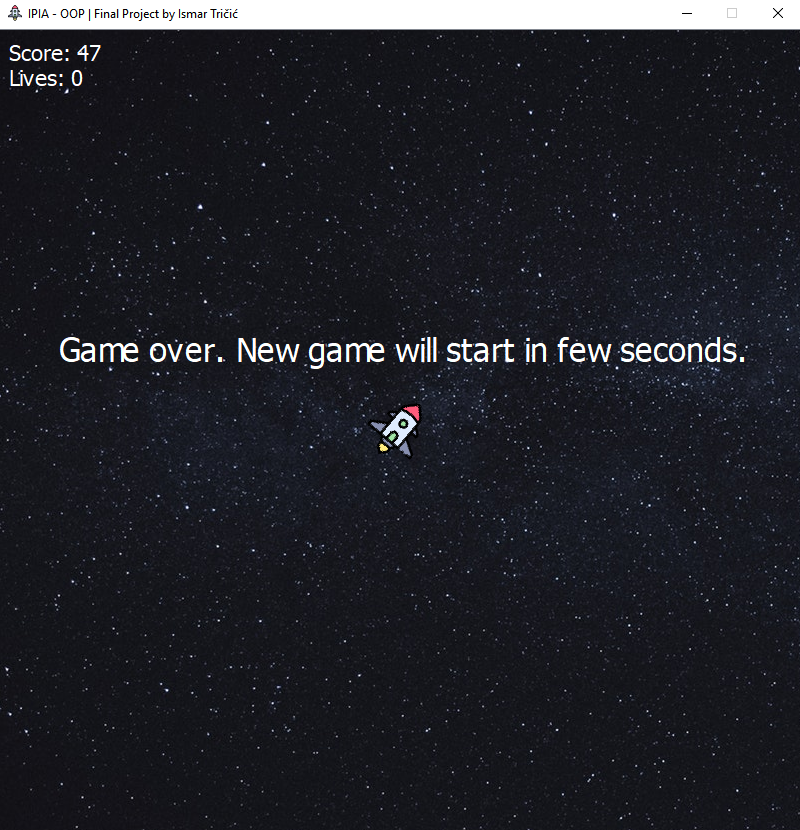 IPIA - OOP | Final Project by Ismar Tričić
Score: 47
Lives: 0
Game over. New game will start in few seconds.